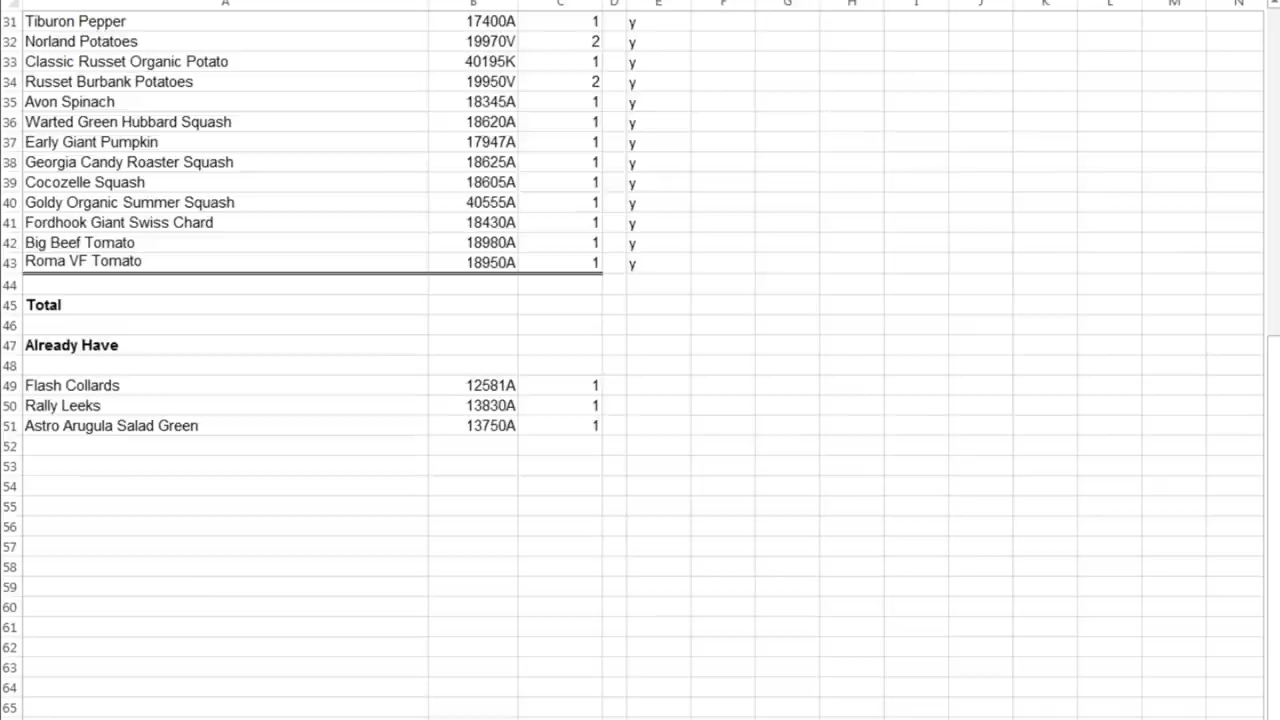 A B C D E F G H I J K L M N
31 Tiburon Pepper 17400A 1 y
32 Norland Potatoes 19970V 2 y
33 Classic Russet Organic Potato 40195K 1 y
34 Russet Burbank Potatoes 19950V 2 y
35 Avon Spinach 18345A 1 y
36 Warted Green Hubbard Squash 18620A 1 y
37 Early Giant Pumpkin 17947A 1 y
38 Georgia Candy Roaster Squash 18625A 1 y
39 Cocozelle Squash 18605A 1 y
40 Goldy Organic Summer Squash 40555A 1 y
41 Fordhook Giant Swiss Chard 18430A 1 y
42 Big Beef Tomato 18980A 1 y
43 Roma VF Tomato 18950A 1 y
44
45 Total
46
47 Already Have
48
49 Flash Collards 12581A 1
50 Rally Leeks 13830A 1
51 Astro Arugula Salad Green 13750A 1
52
53
54
55
56
57
58
59
60
61
62
63
64
65